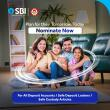 SBI
Plan for their Tomorrow, Today
Nominate Now
For All Deposit Accounts | Safe Deposit Lockers |
Safe Custody Articles